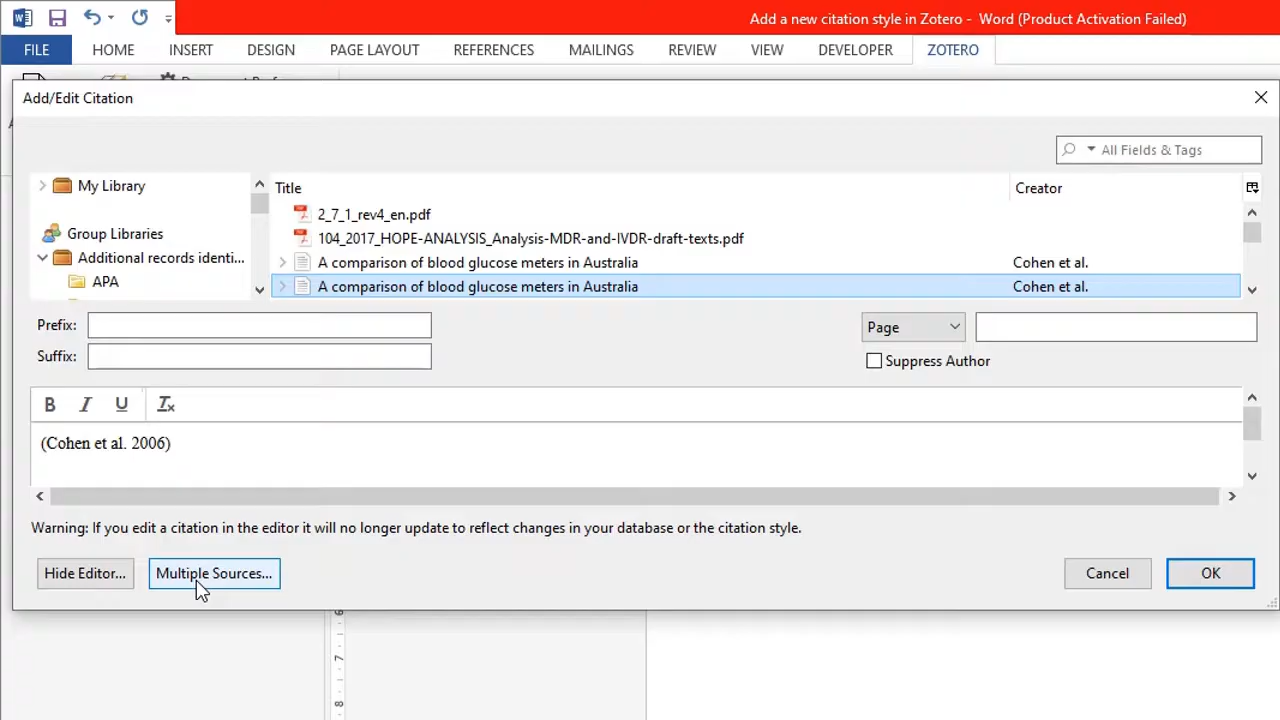 Add a new citation style in Zotero - Word (Product Activation Failed)
FILE HOME INSERT DESIGN PAGE LAYOUT REFERENCES MAILINGS REVIEW VIEW DEVELOPER ZOTERO
Add/Edit Citation
All Fields & Tags
My Library
Group Libraries
Additional records identi...
APA
Title Creator
2_7_1_rev4_en.pdf
104_2017_HOPE-ANALYSIS_Analysis-MDR-and-IVDR-draft-texts.pdf
A comparison of blood glucose meters in Australia Cohen et al.
A comparison of blood glucose meters in Australia Cohen et al.
Prefix: Page
Suffix: Suppress Author
B I U Tx
(Cohen et al. 2006)
Warning: If you edit a citation in the editor it will no longer update to reflect changes in your database or the citation style.
Hide Editor... Multiple Sources... Cancel OK
7
8